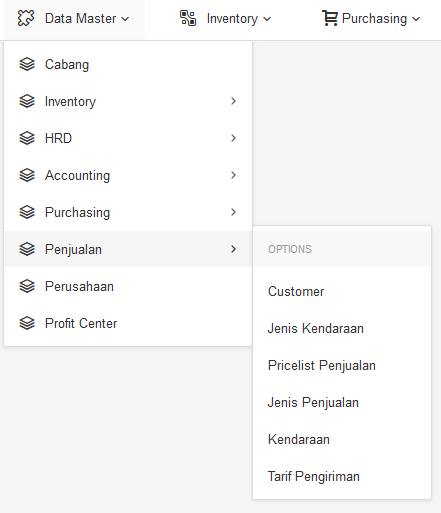 Data Master
Inventory
Purchasing
Cabang
Inventory
HRD
Accounting
Purchasing
Penjualan
Perusahaan
Profit Center
OPTIONS
Customer
Jenis Kendaraan
Pricelist Penjualan
Jenis Penjualan
Kendaraan
Tarif Pengiriman